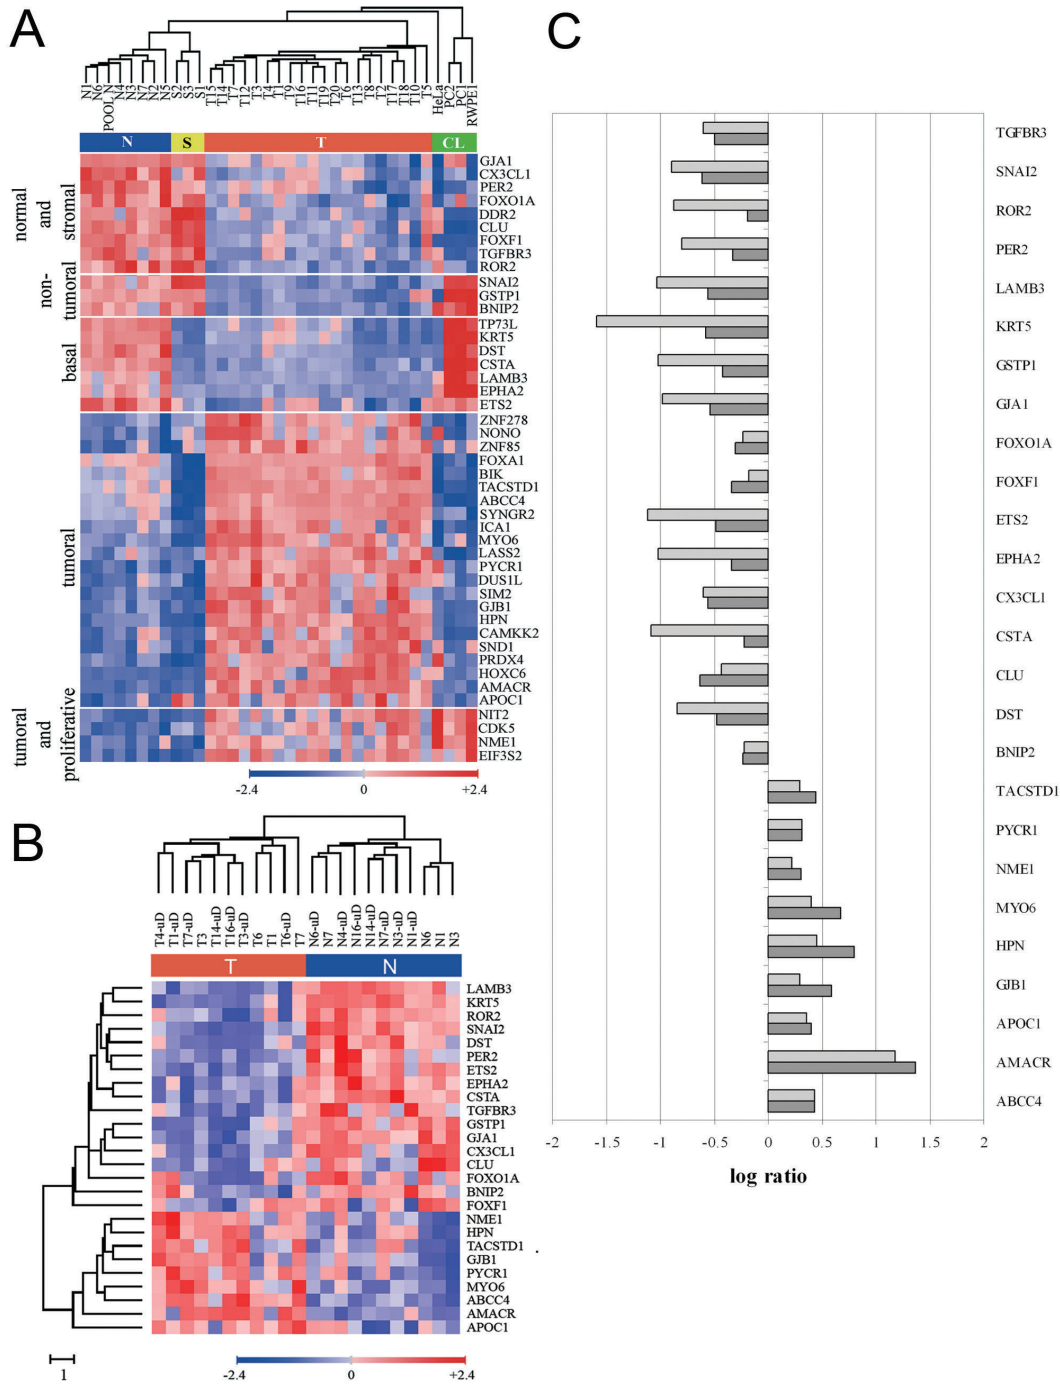 A
N1
N6
POOL N
N4
N3
N7
N2
N5
S2
S3
S1
T15
T14
T7
T12
T3
T4
T1
T9
T16
T11
T19
T20
T6
T13
T8
T2
T17
T18
T10
T5
HeLa
PC2
PC1
RWPE1
N S T CL
normal and stromal
GJA1
CX3CL1
PER2
FOXO1A
DDR2
CLU
FOXF1
TGFBR3
ROR2
non-tumoral
SNAI2
GSTP1
BNIP2
basal
TP73L
KRT5
DST
CSTA
LAMB3
EPHA2
ETS2
tumoral
ZNF278
NONO
ZNF85
FOXA1
BIK
TACSTD1
ABCC4
SYNGR2
ICA1
MYO6
LASS2
PYCR1
DUS1L
SIM2
GJB1
HPN
CAMKK2
SND1
PRDX4
HOXC6
AMACR
APOC1
tumoral and proliferative
NIT2
CDK5
NME1
EIF3S2
-2.4 0 +2.4
B
T4-uD
T1-uD
T7-uD
T3
T14-uD
T16-uD
T3-uD
T6
T1
T6-uD
T7
N6-uD
N7
N4-uD
N16-uD
N14-uD
N7-uD
N3-uD
N1-uD
N6
N1
N3
T N
LAMB3
KRT5
ROR2
SNAI2
DST
PER2
ETS2
EPHA2
CSTA
TGFBR3
GSTP1
GJA1
CX3CL1
CLU
FOXO1A
BNIP2
FOXF1
NME1
HPN
TACSTD1
GJB1
PYCR1
MYO6
ABCC4
AMACR
APOC1
1
-2.4 0 +2.4
C
TGFBR3
SNAI2
ROR2
PER2
LAMB3
KRT5
GSTP1
GJA1
FOXO1A
FOXF1
ETS2
EPHA2
CX3CL1
CSTA
CLU
DST
BNIP2
TACSTD1
PYCR1
NME1
MYO6
HPN
GJB1
APOC1
AMACR
ABCC4
-2 -1.5 -1 -0.5 0 0.5 1 1.5 2
log ratio